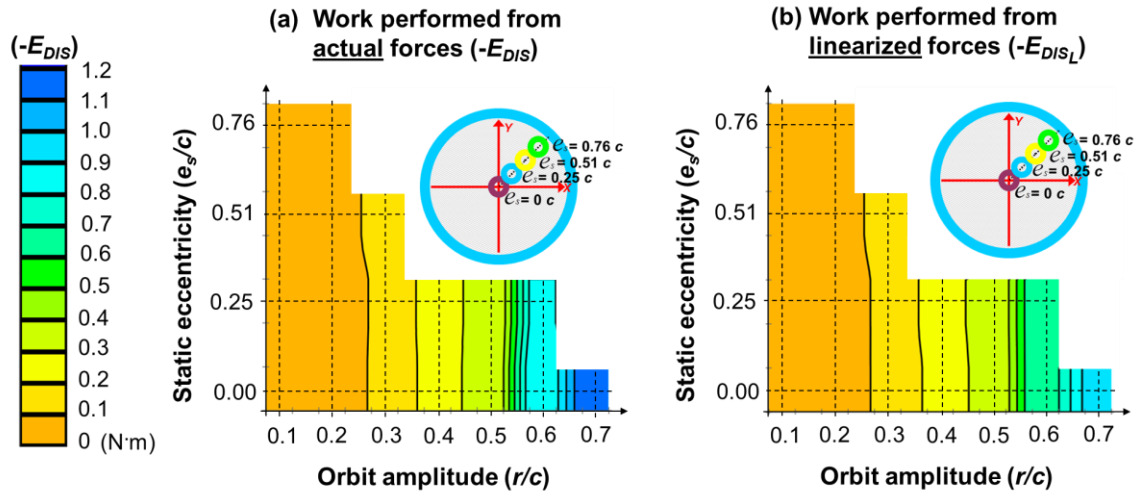 (a) Work performed from
actual forces (-E_DIS)
(b) Work performed from
linearized forces (-E_DIS_L)
(-E_DIS)
1.2
1.1
1.0
0.9
0.8
0.7
0.6
0.5
0.4
0.3
0.2
0.1
0 (N·m)
Static eccentricity (e_s/c)
0.76
0.51
0.25
0.00
Y
X
e_s = 0.76 c
e_s = 0.51 c
e_s = 0.25 c
e_s = 0 c
0.1 0.2 0.3 0.4 0.5 0.6 0.7
Orbit amplitude (r/c)
Static eccentricity (e_s/c)
0.76
0.51
0.25
0.00
Y
X
e_s = 0.76 c
e_s = 0.51 c
e_s = 0.25 c
e_s = 0 c
0.1 0.2 0.3 0.4 0.5 0.6 0.7
Orbit amplitude (r/c)